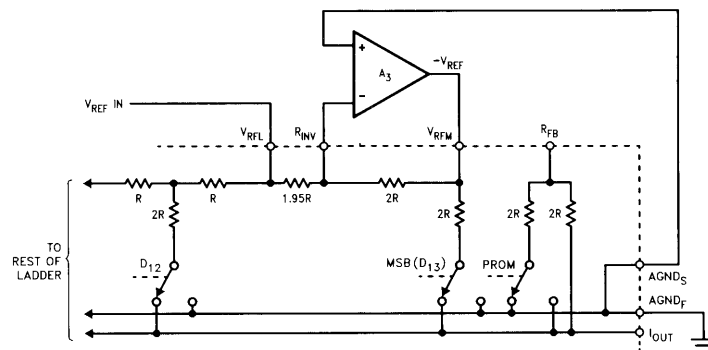 +
A3
−
-VREF
VREF IN
VRFL
RINV
VRFM
RFB
R
R
1.95R
2R
2R
2R
2R
2R
TO
REST OF
LADDER
D12
MSB (D13)
PROM
AGNDS
AGNDF
IOUT